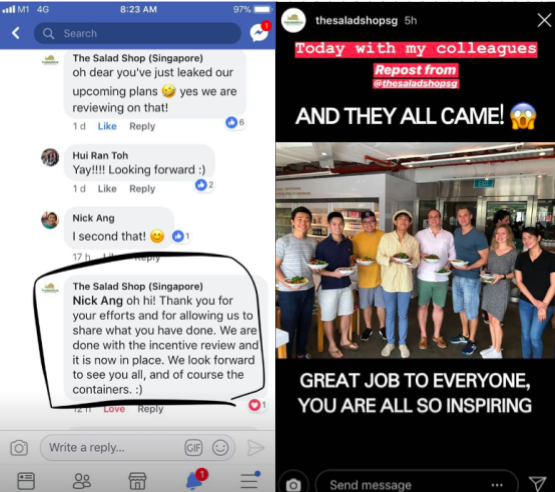 M1 4G 8:23 AM 97%
Search
1
The Salad Shop (Singapore)
oh dear you've just leaked our
upcoming plans 🤣 yes we are
reviewing on that!
1 d Like Reply 6
Hui Ran Toh
Yay!!!! Looking forward :)
1 d Like Reply 2
Nick Ang
I second that! 😊 1
17 h Reply
The Salad Shop (Singapore)
Nick Ang oh hi! Thank you for
your efforts and for allowing us to
share what you have done. We are
done with the incentive review and
it is now in place. We look forward
to see you all, and of course the
containers. :)
12 h Love Reply 1
Write a reply...
GIF
1
thesaladshopsg 5h
Today with my colleagues
Repost from
@thesaladshopsg
AND THEY ALL CAME! 😱
EXIT
GREAT JOB TO EVERYONE,
YOU ARE ALL SO INSPIRING
Send message